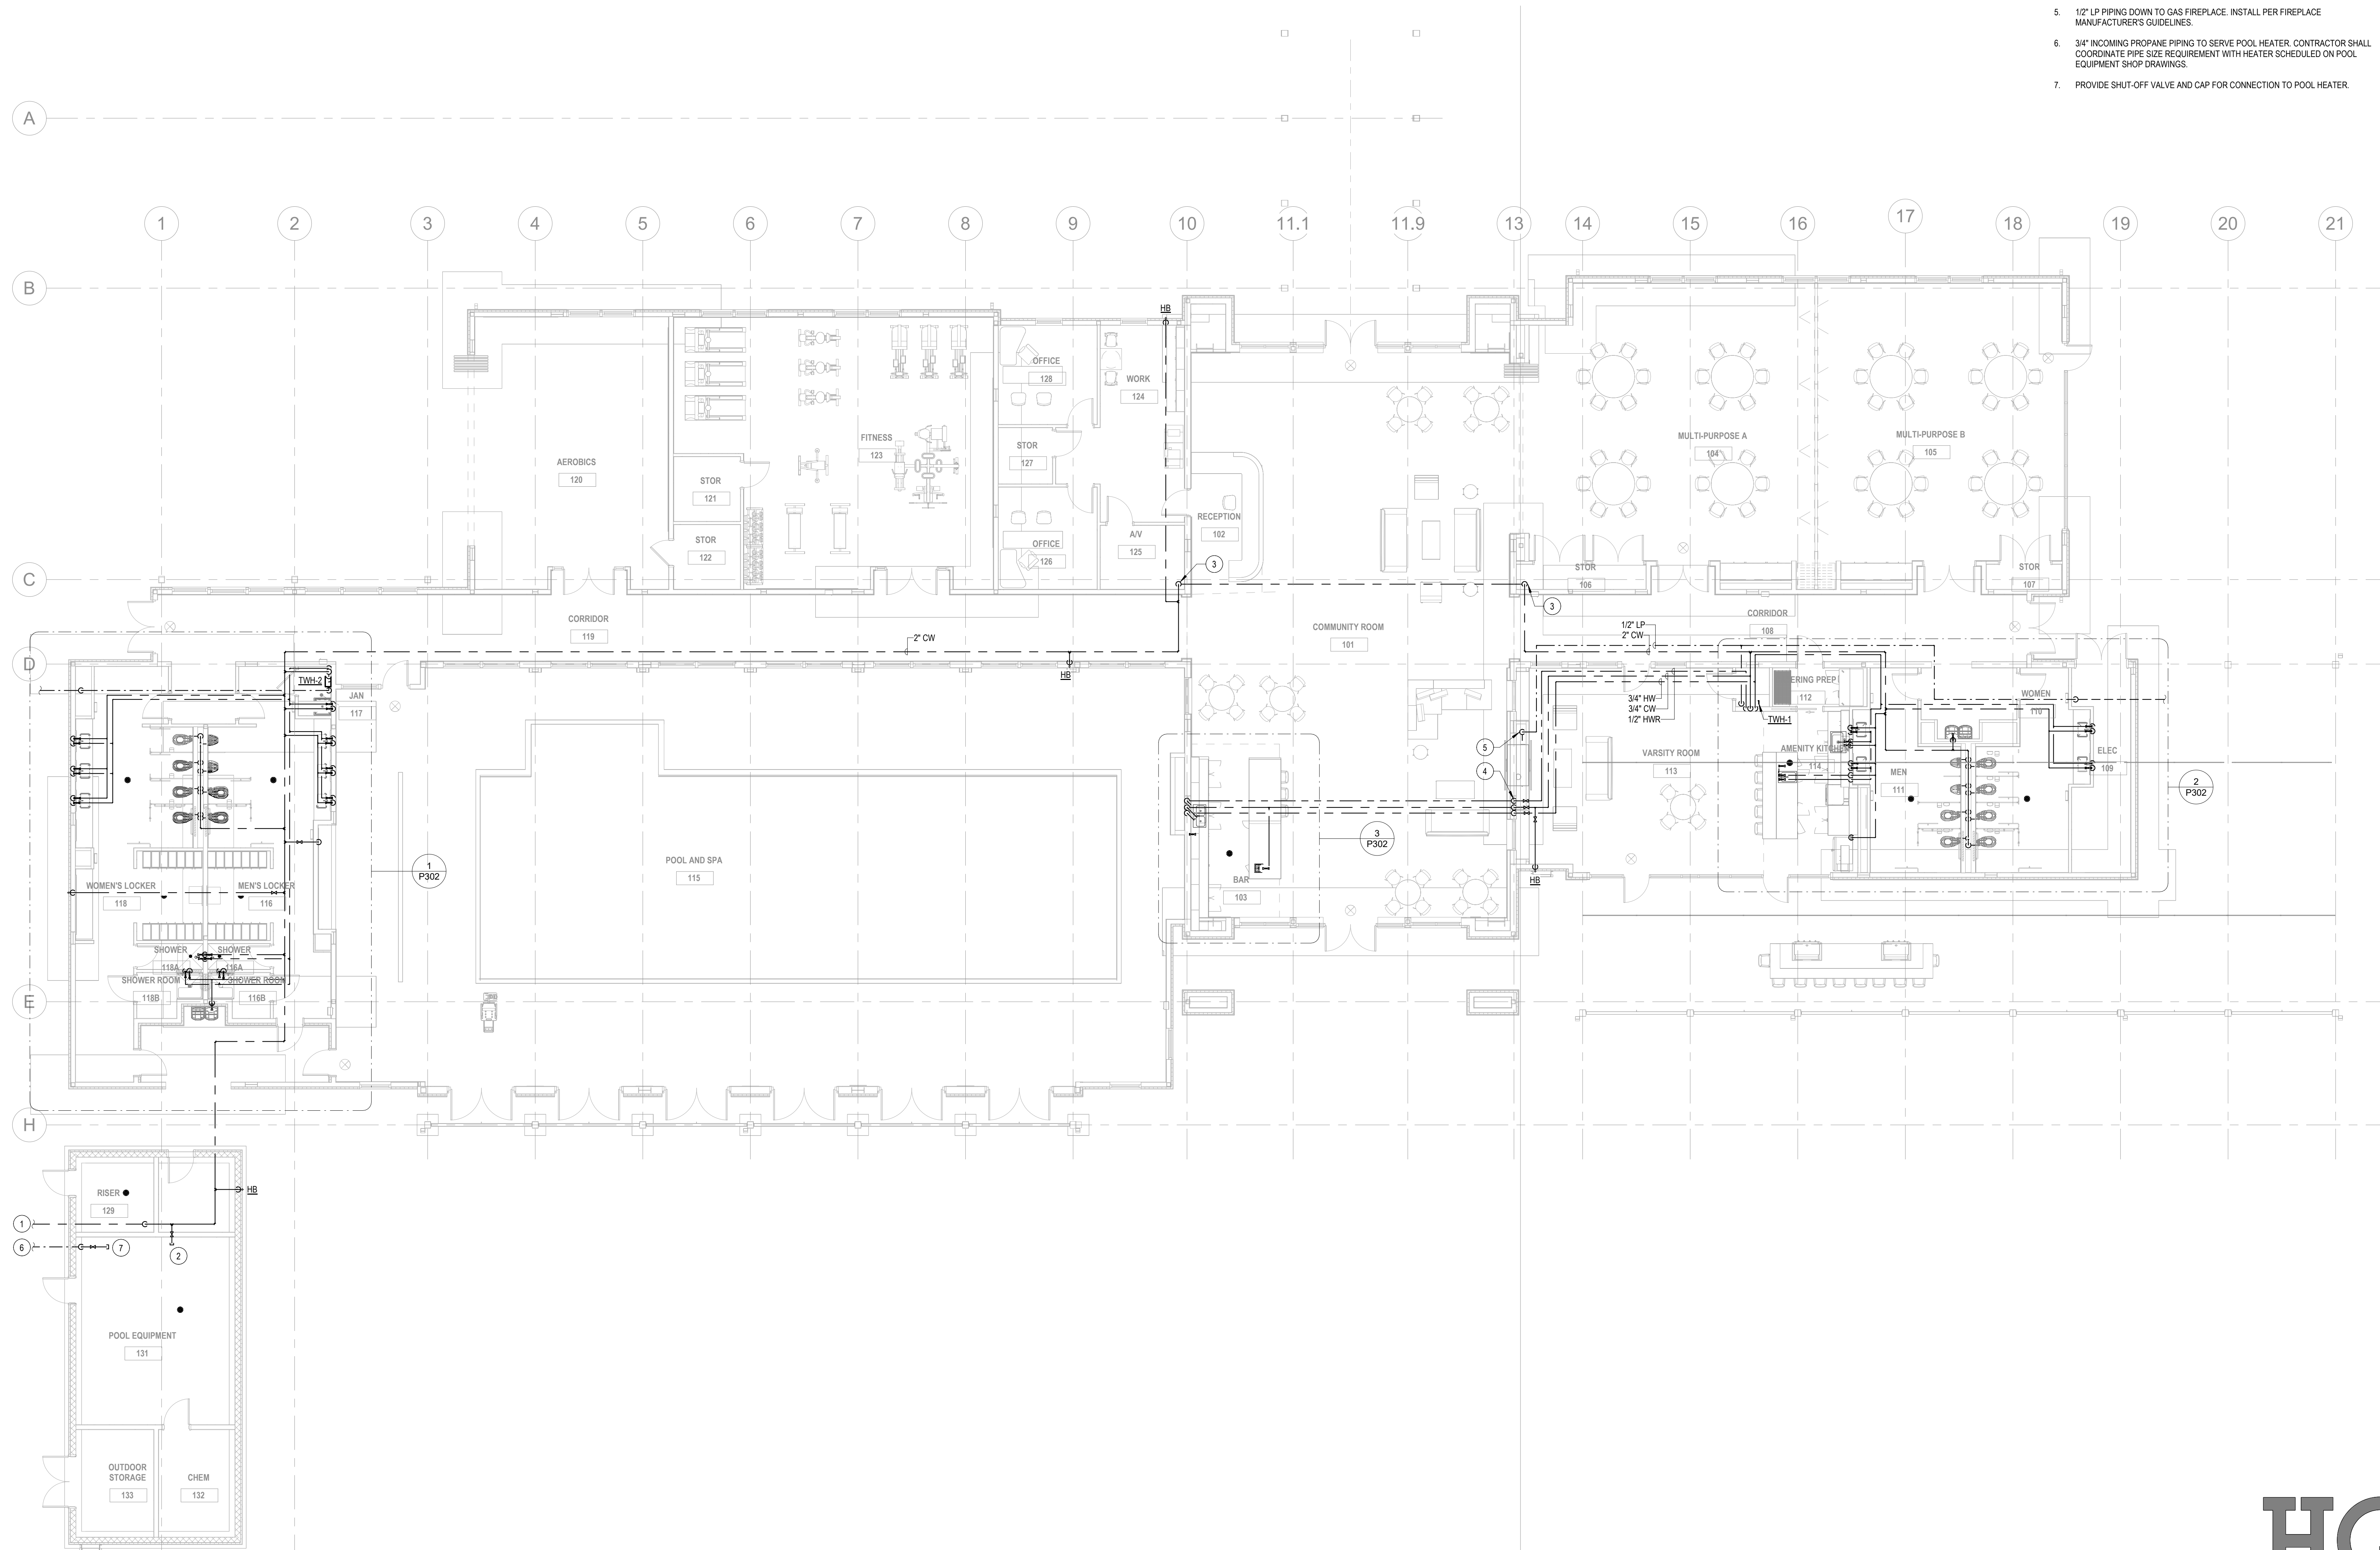 5. 1/2" LP PIPING DOWN TO GAS FIREPLACE. INSTALL PER FIREPLACE
MANUFACTURER'S GUIDELINES.
6. 3/4" INCOMING PROPANE PIPING TO SERVE POOL HEATER. CONTRACTOR SHALL
COORDINATE PIPE SIZE REQUIREMENT WITH HEATER SCHEDULED ON POOL
EQUIPMENT SHOP DRAWINGS.
7. PROVIDE SHUT-OFF VALVE AND CAP FOR CONNECTION TO POOL HEATER.
A
1 2 3 4 5 6 7 8 9 10 11.1 11.9 13 14 15 16 17 18 19 20 21
B
HB
OFFICE
128
WORK
124
FITNESS
123
STOR
127
AEROBICS
120
STOR
121
STOR
122
OFFICE
126
A/V
125
RECEPTION
102
MULTI-PURPOSE A
104
MULTI-PURPOSE B
105
C
3
3
STOR
106
STOR
107
CORRIDOR
119
2" CW
COMMUNITY ROOM
101
CORRIDOR
108
1/2" LP
2" CW
D
HB
TWH-2
JAN
117
3/4" HW
3/4" CW
1/2" HWR
TWH-1
ERING PREP
112
WOMEN
110
5
4
VARSITY ROOM
113
AMENITY KITCHE
114
MEN
111
ELEC
109
2
P302
3
P302
1
P302
POOL AND SPA
115
BAR
103
HB
WOMEN'S LOCKER
118
MEN'S LOCKER
116
SHOWER
118A
SHOWER
116A
SHOWER ROOM
118B
SHOWER ROOM
116B
E
H
RISER
129
HB
1
6
7
2
POOL EQUIPMENT
131
OUTDOOR
STORAGE
133
CHEM
132